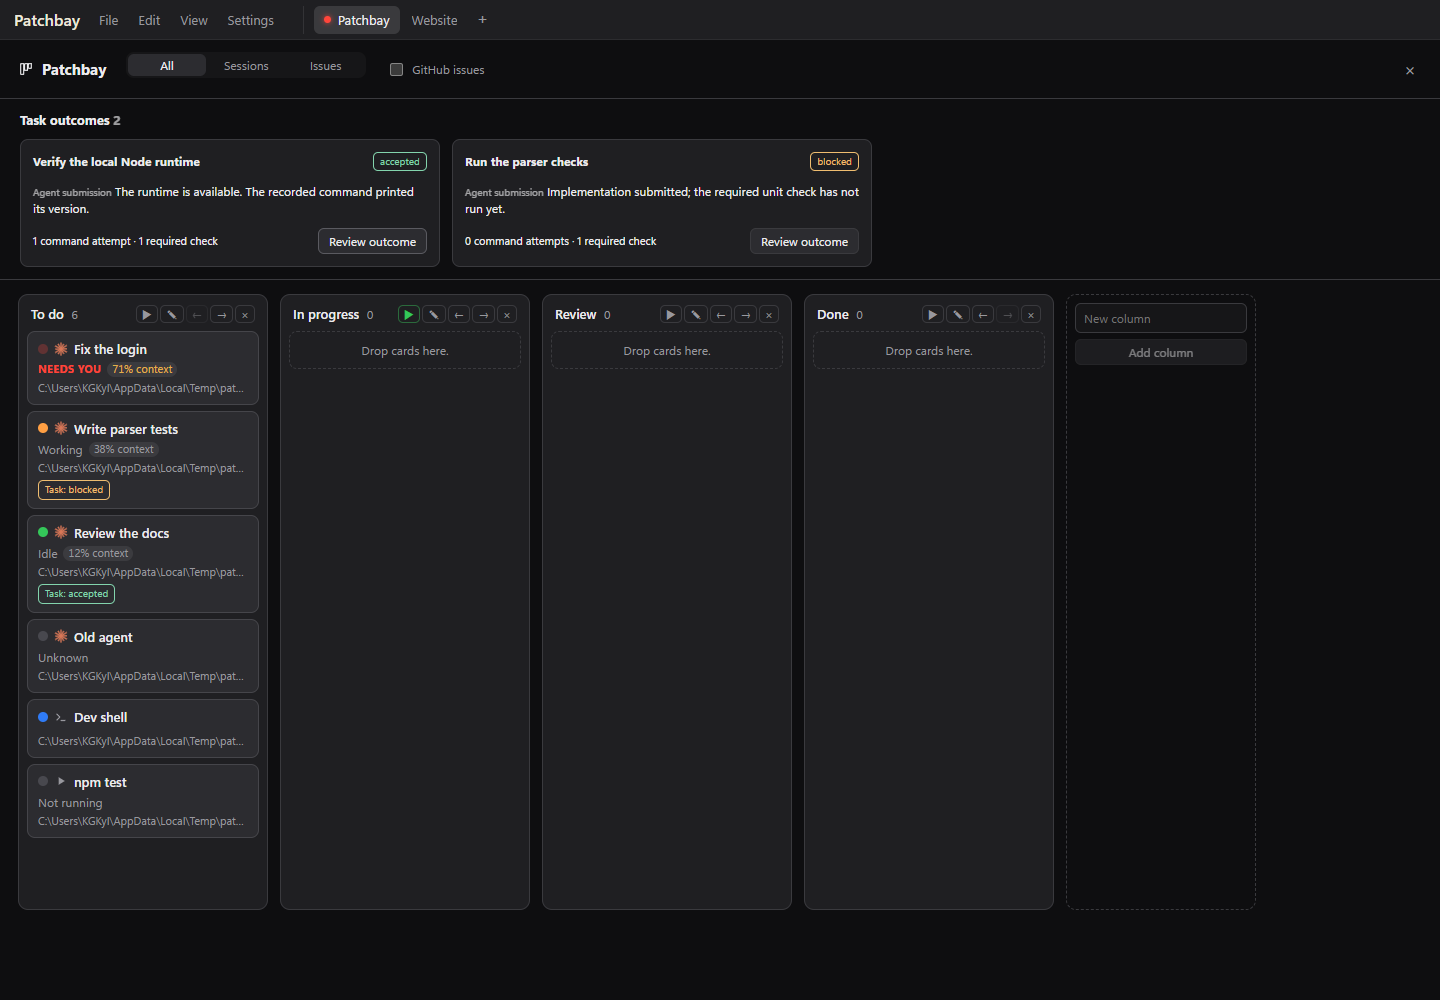 Patchbay File Edit View Settings Patchbay Website +
Patchbay All Sessions Issues GitHub issues ×
Task outcomes 2
Verify the local Node runtime accepted
Agent submission The runtime is available. The recorded command printed
its version.
1 command attempt · 1 required check Review outcome
Run the parser checks blocked
Agent submission Implementation submitted; the required unit check has not
run yet.
0 command attempts · 1 required check Review outcome
To do 6
Fix the login
NEEDS YOU 71% context
C:\Users\KGKyl\AppData\Local\Temp\pat...
Write parser tests
Working 38% context
C:\Users\KGKyl\AppData\Local\Temp\pat...
Task: blocked
Review the docs
Idle 12% context
C:\Users\KGKyl\AppData\Local\Temp\pat...
Task: accepted
Old agent
Unknown
C:\Users\KGKyl\AppData\Local\Temp\pat...
Dev shell
C:\Users\KGKyl\AppData\Local\Temp\pat...
npm test
Not running
C:\Users\KGKyl\AppData\Local\Temp\pat...
In progress 0
Drop cards here.
Review 0
Drop cards here.
Done 0
Drop cards here.
New column
Add column